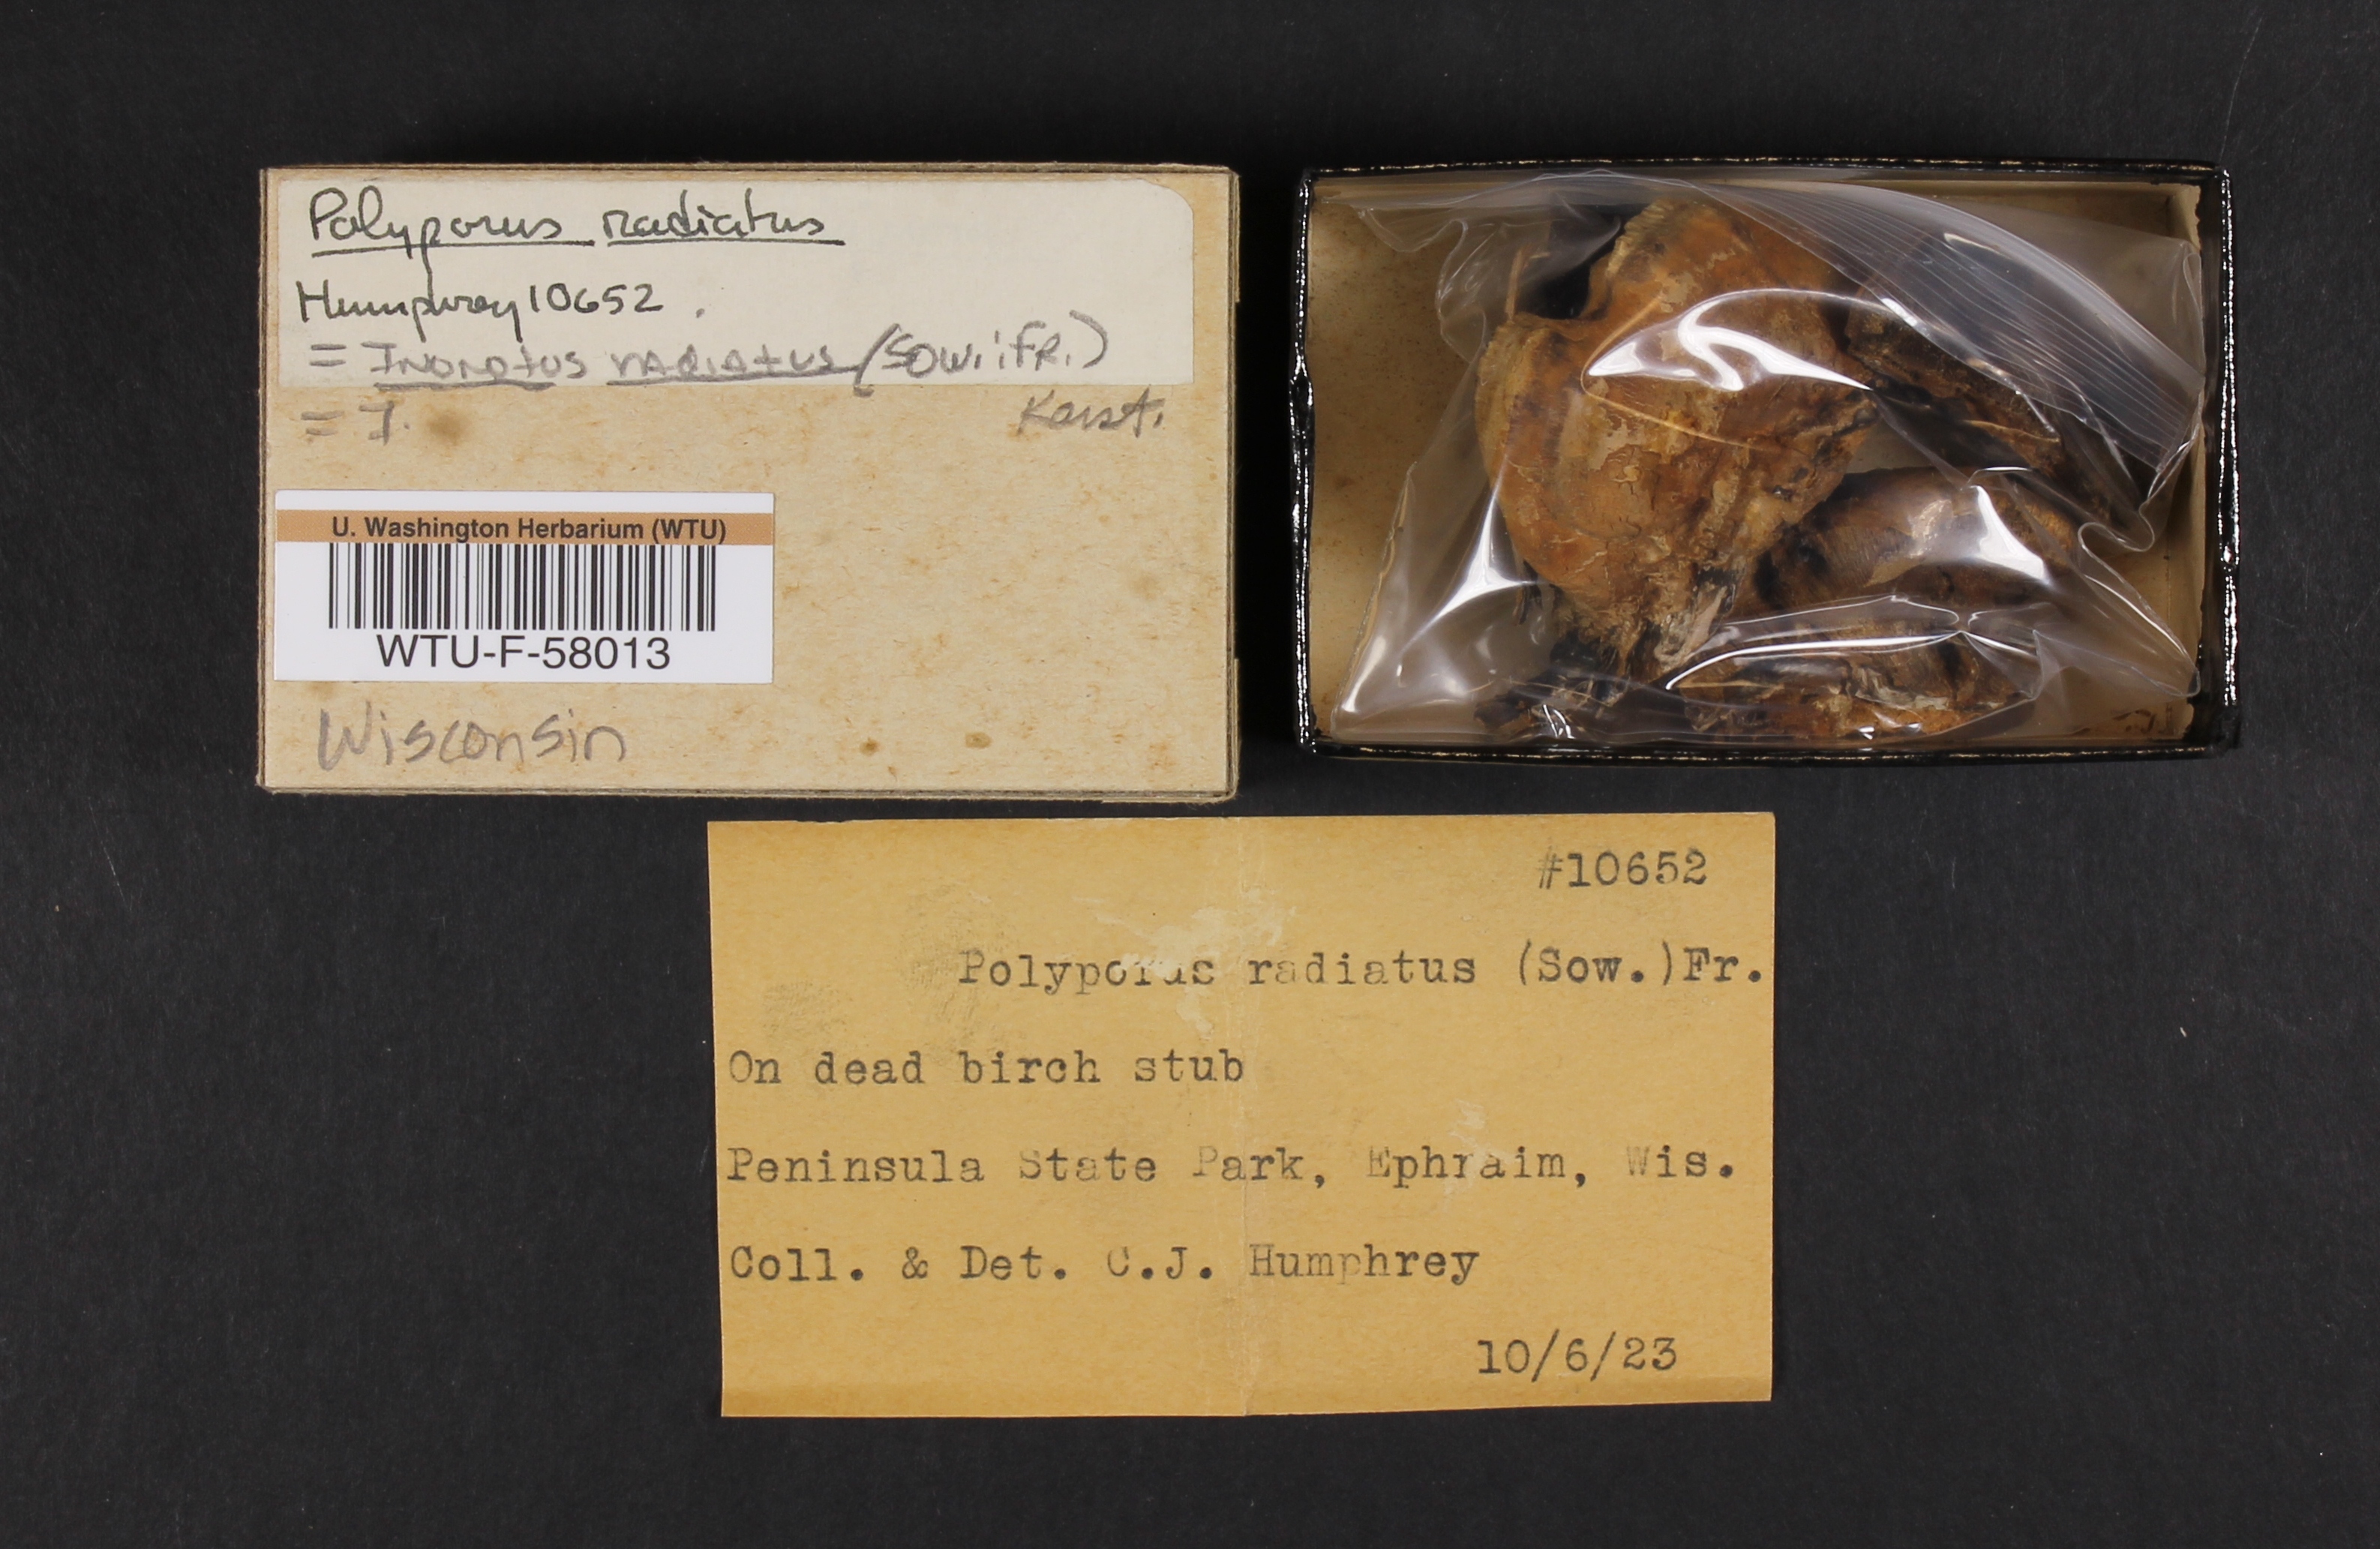 Polyporus radiatus
Humphrey 10652.
= Inonotus radiatus (Sow.:Fr.)
Karst.
= I.
U. Washington Herbarium (WTU)
WTU-F-58013
Wisconsin
#10652
Polyporus radiatus (Sow.)Fr.
On dead birch stub
Peninsula State Park, Ephraim, Wis.
Coll. & Det. C.J. Humphrey
10/6/23